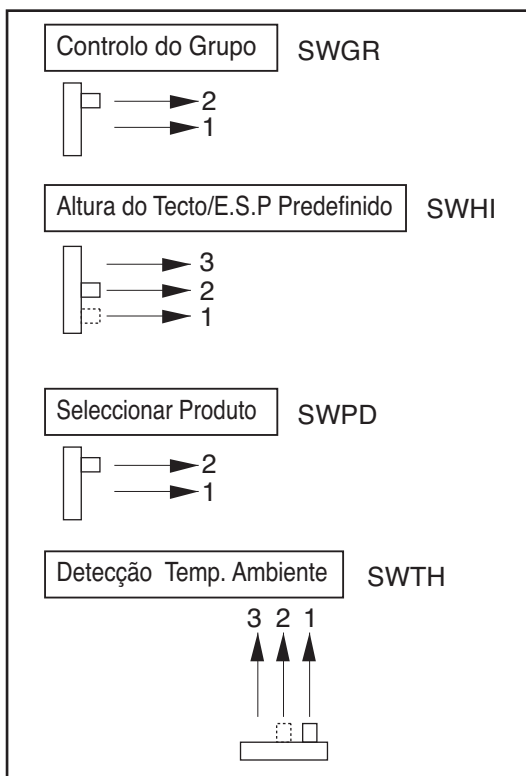 Controlo do Grupo SWGR
2
1
Altura do Tecto/E.S.P Predefinido SWHI
3
2
1
Seleccionar Produto SWPD
2
1
Detecção Temp. Ambiente SWTH
3 2 1